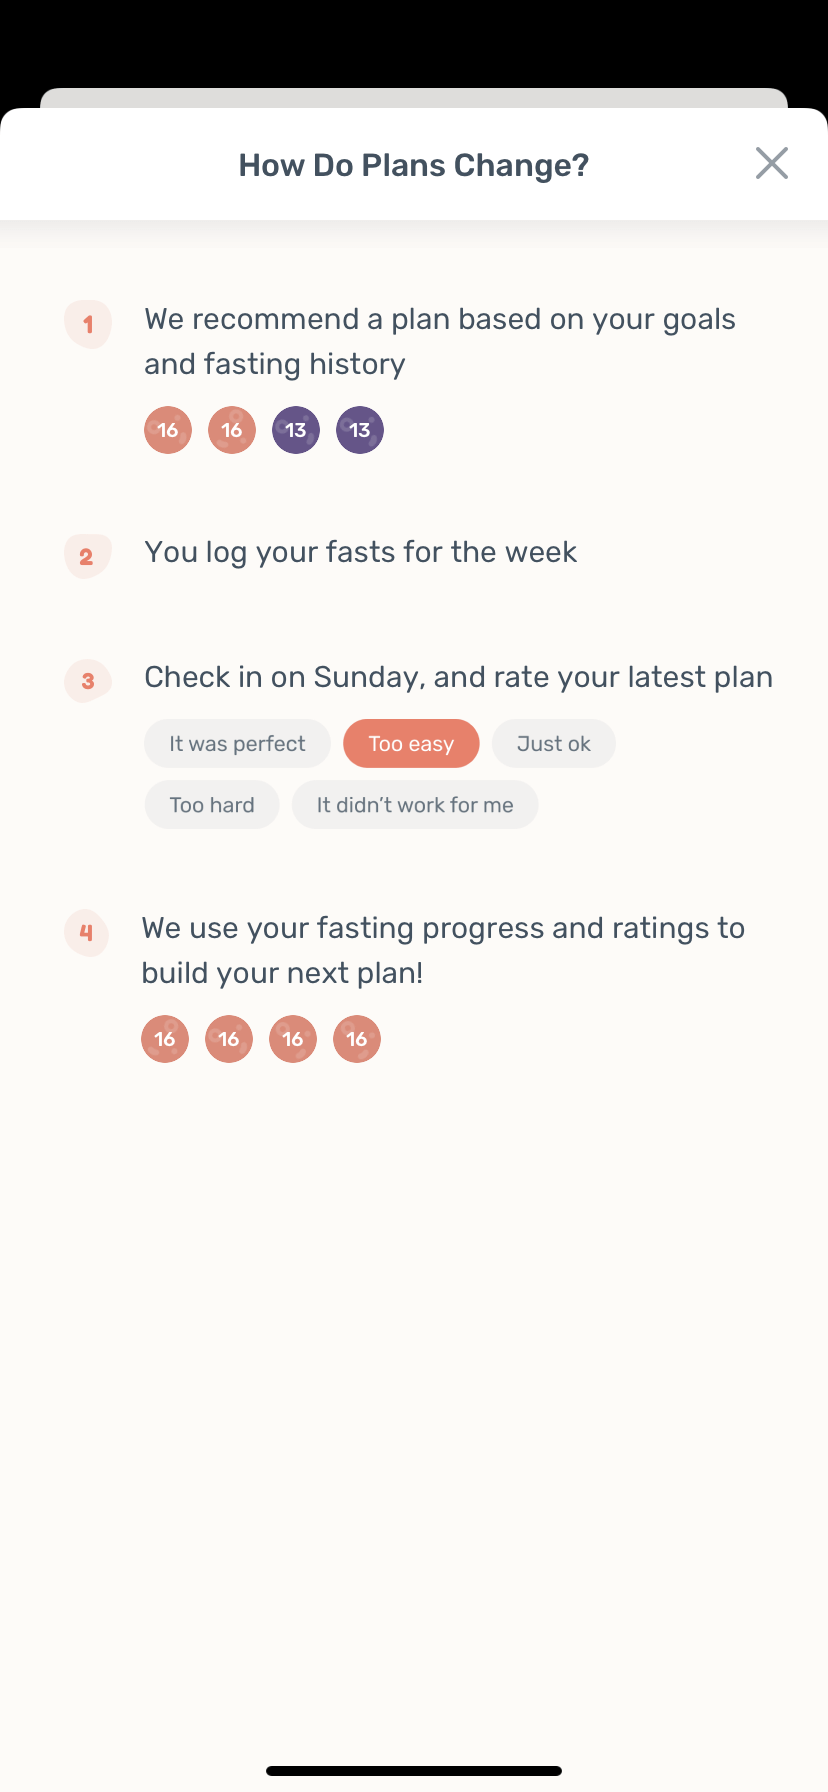 How Do Plans Change?
1
We recommend a plan based on your goals
and fasting history
16 16 13 13
2
You log your fasts for the week
3
Check in on Sunday, and rate your latest plan
It was perfect Too easy Just ok
Too hard It didn't work for me
4
We use your fasting progress and ratings to
build your next plan!
16 16 16 16